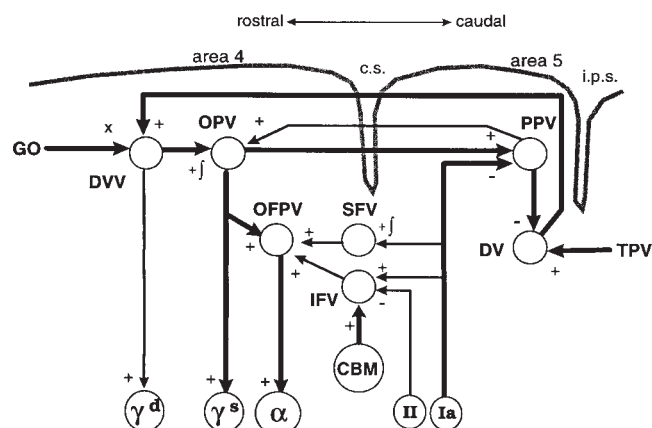 rostral caudal
area 4 c.s. area 5 i.p.s.
x + OPV + + PPV
GO
DVV +∫ -
OFPV SFV
+ + +∫ -
DV TPV
+ + +
IFV -
+
CBM
+ + +
γd γs α II Ia